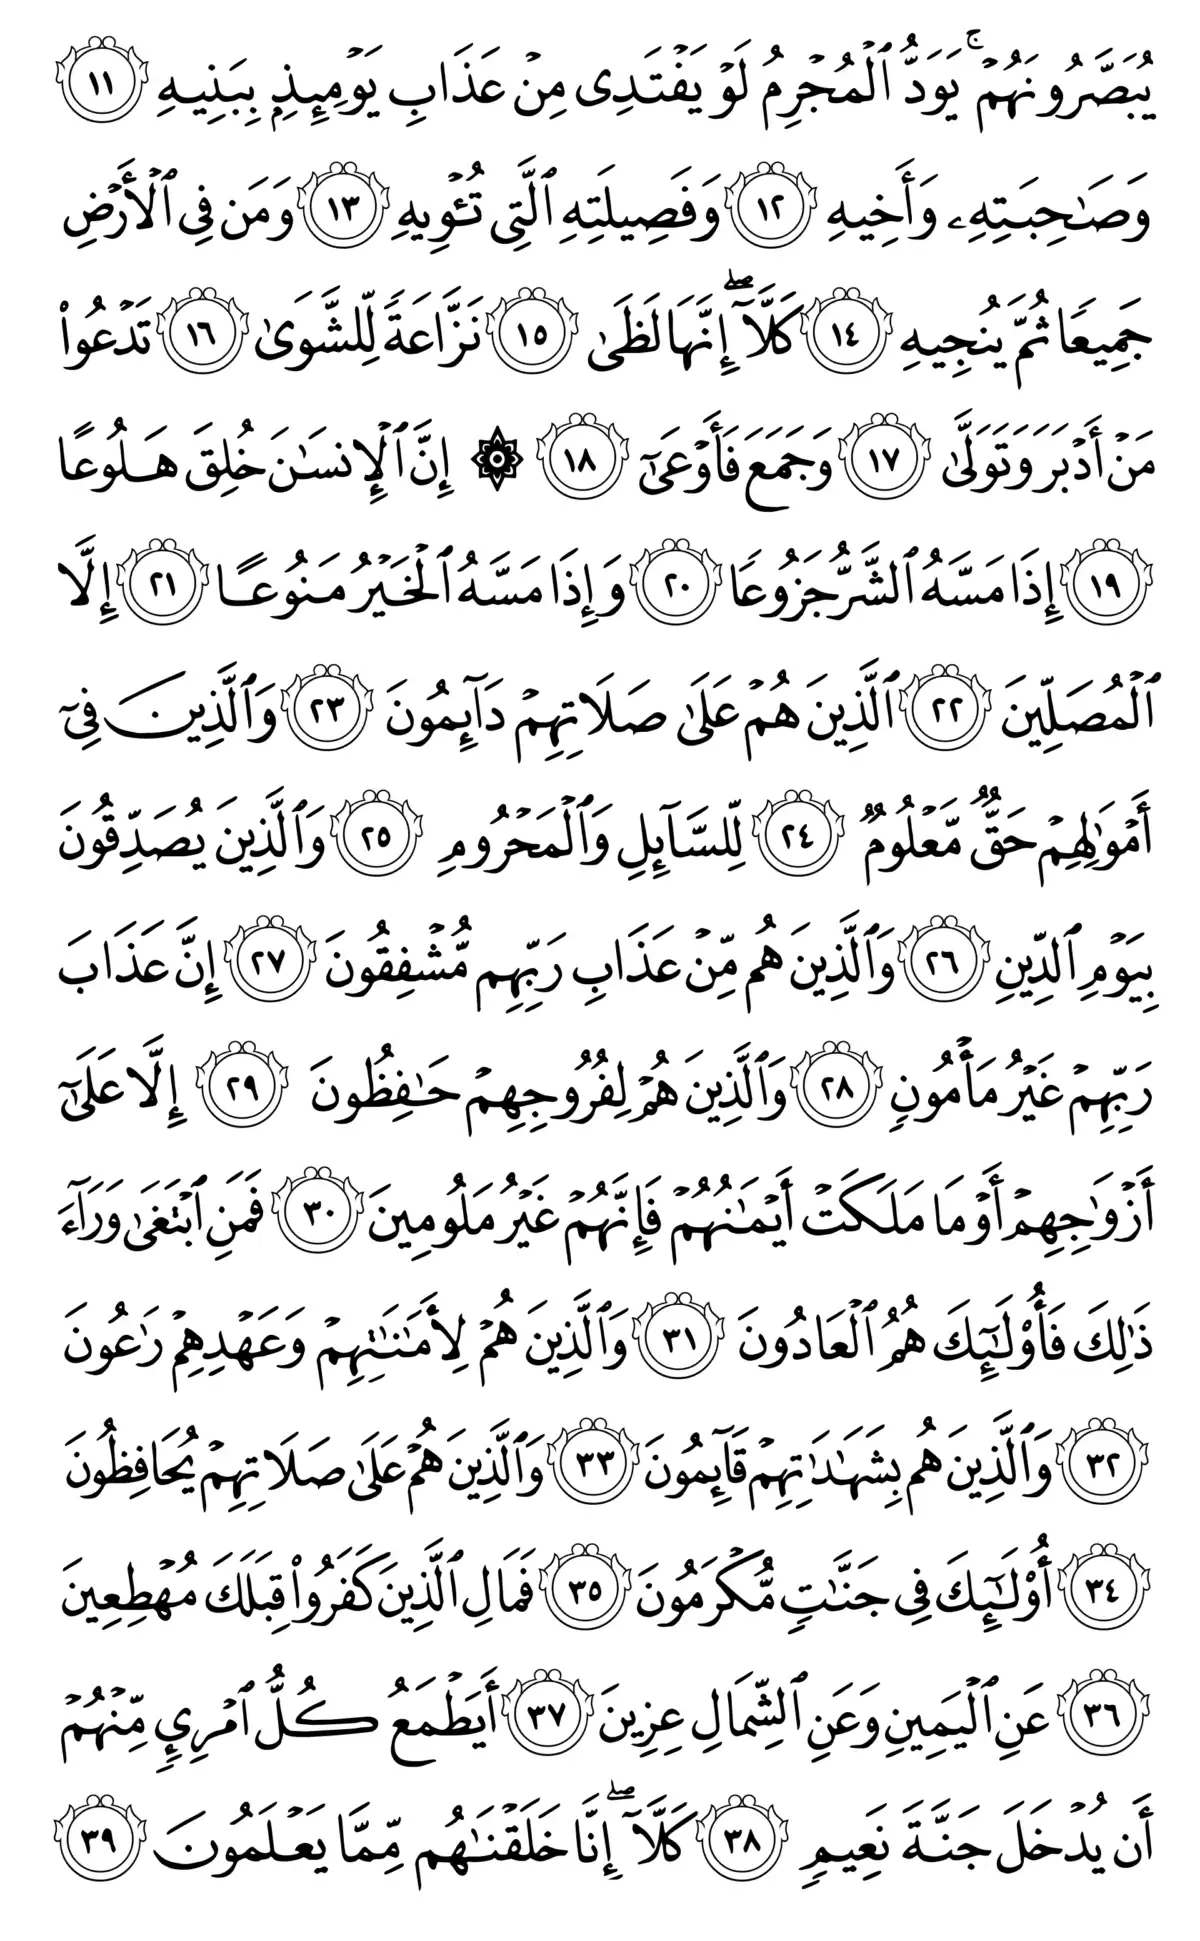 يُبَصَّرُونَهُمۡۚ يَوَدُّ ٱلۡمُجۡرِمُ لَوۡ يَفۡتَدِى مِنۡ عَذَابِ يَوۡمِئِذِۭ بِبَنِيهِ ١١
وَصَٰحِبَتِهِۦ وَأَخِيهِ ١٢ وَفَصِيلَتِهِ ٱلَّتِى تُـٔۡوِيهِ ١٣ وَمَن فِى ٱلۡأَرۡضِ
جَمِيعًا ثُمَّ يُنجِيهِ ١٤ كَلَّآۖ إِنَّهَا لَظَىٰ ١٥ نَزَّاعَةً لِّلشَّوَىٰ ١٦ تَدۡعُواْ
مَنۡ أَدۡبَرَ وَتَوَلَّىٰ ١٧ وَجَمَعَ فَأَوۡعَىٰٓ ١٨ ۞ إِنَّ ٱلۡإِنسَٰنَ خُلِقَ هَلُوعًا
١٩ إِذَا مَسَّهُ ٱلشَّرُّ جَزُوعًا ٢٠ وَإِذَا مَسَّهُ ٱلۡخَيۡرُ مَنُوعًا ٢١ إِلَّا
ٱلۡمُصَلِّينَ ٢٢ ٱلَّذِينَ هُمۡ عَلَىٰ صَلَاتِهِمۡ دَآئِمُونَ ٢٣ وَٱلَّذِينَ فِىٓ
أَمۡوَٰلِهِمۡ حَقٌّ مَّعۡلُومٌ ٢٤ لِّلسَّآئِلِ وَٱلۡمَحۡرُومِ ٢٥ وَٱلَّذِينَ يُصَدِّقُونَ
بِيَوۡمِ ٱلدِّينِ ٢٦ وَٱلَّذِينَ هُم مِّنۡ عَذَابِ رَبِّهِم مُّشۡفِقُونَ ٢٧ إِنَّ عَذَابَ
رَبِّهِمۡ غَيۡرُ مَأۡمُونٍ ٢٨ وَٱلَّذِينَ هُمۡ لِفُرُوجِهِمۡ حَٰفِظُونَ ٢٩ إِلَّا عَلَىٰٓ
أَزۡوَٰجِهِمۡ أَوۡ مَا مَلَكَتۡ أَيۡمَٰنُهُمۡ فَإِنَّهُمۡ غَيۡرُ مَلُومِينَ ٣٠ فَمَنِ ٱبۡتَغَىٰ وَرَآءَ
ذَٰلِكَ فَأُوْلَٰٓئِكَ هُمُ ٱلۡعَادُونَ ٣١ وَٱلَّذِينَ هُمۡ لِأَمَٰنَٰتِهِمۡ وَعَهۡدِهِمۡ رَٰعُونَ
٣٢ وَٱلَّذِينَ هُم بِشَهَٰدَٰتِهِمۡ قَآئِمُونَ ٣٣ وَٱلَّذِينَ هُمۡ عَلَىٰ صَلَاتِهِمۡ يُحَافِظُونَ
٣٤ أُوْلَٰٓئِكَ فِى جَنَّٰتٍ مُّكۡرَمُونَ ٣٥ فَمَالِ ٱلَّذِينَ كَفَرُواْ قِبَلَكَ مُهۡطِعِينَ
٣٦ عَنِ ٱلۡيَمِينِ وَعَنِ ٱلشِّمَالِ عِزِينَ ٣٧ أَيَطۡمَعُ كُلُّ ٱمۡرِئٍ مِّنۡهُمۡ
أَن يُدۡخَلَ جَنَّةَ نَعِيمٍ ٣٨ كَلَّآۖ إِنَّا خَلَقۡنَٰهُم مِّمَّا يَعۡلَمُونَ ٣٩